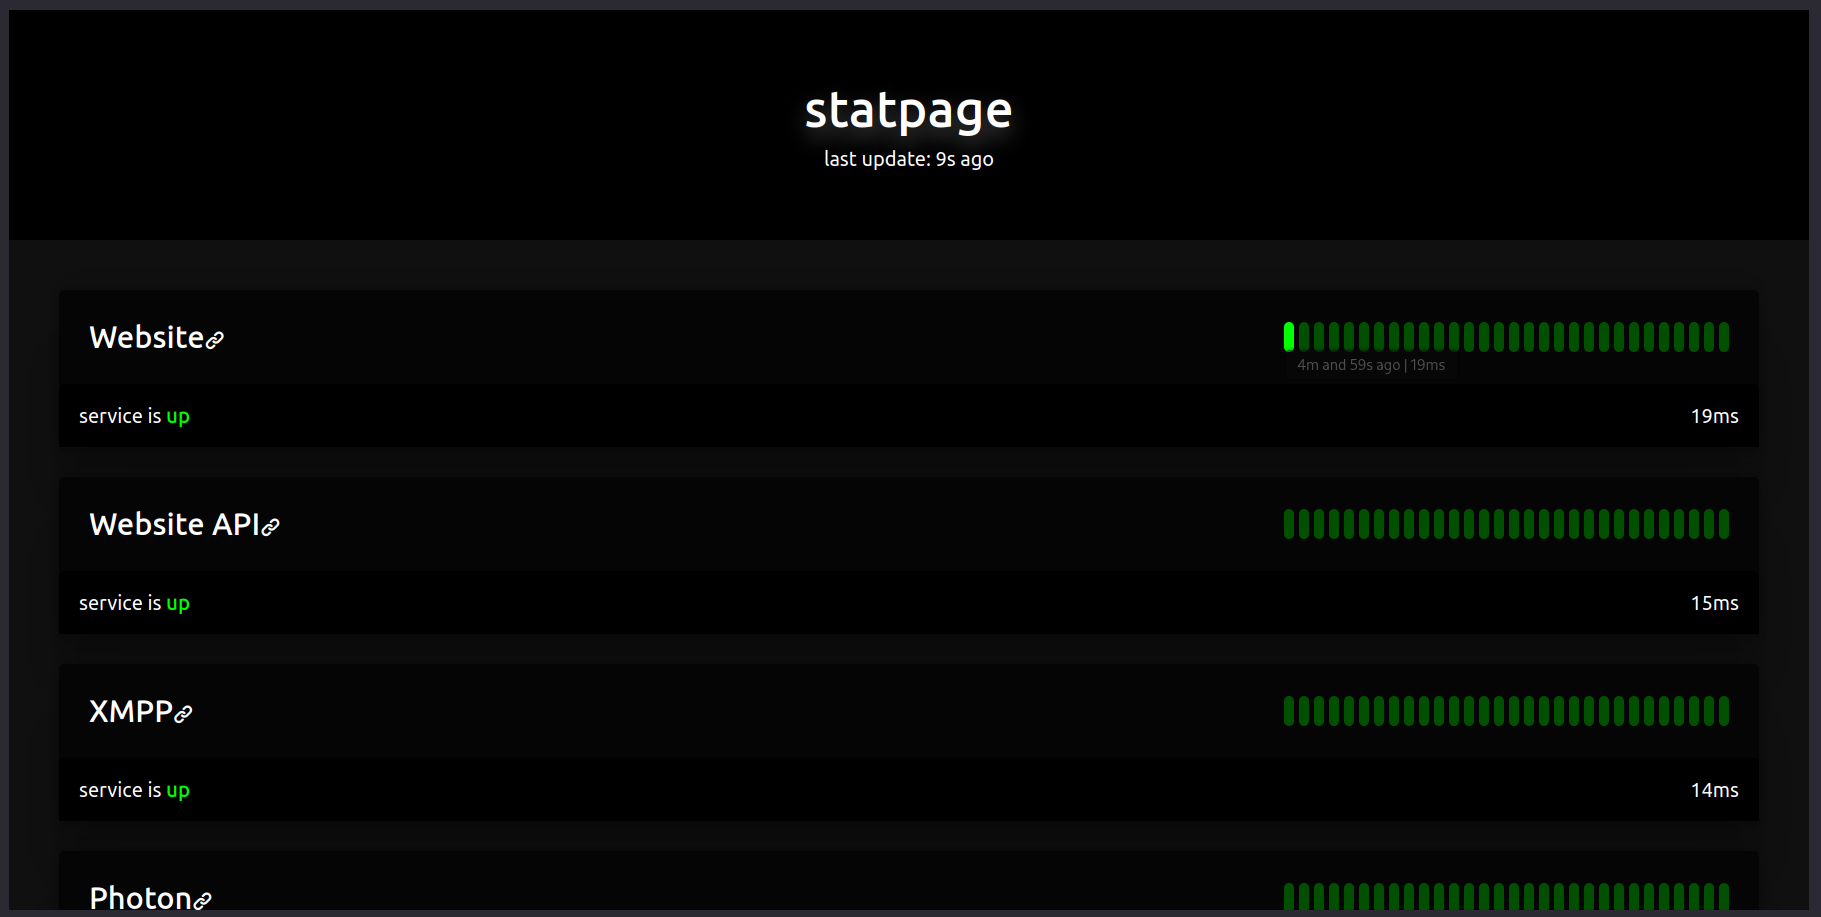 statpage
last update: 9s ago
Website
4m and 59s ago | 19ms
service is up
19ms
Website API
service is up
15ms
XMPP
service is up
14ms
Photon